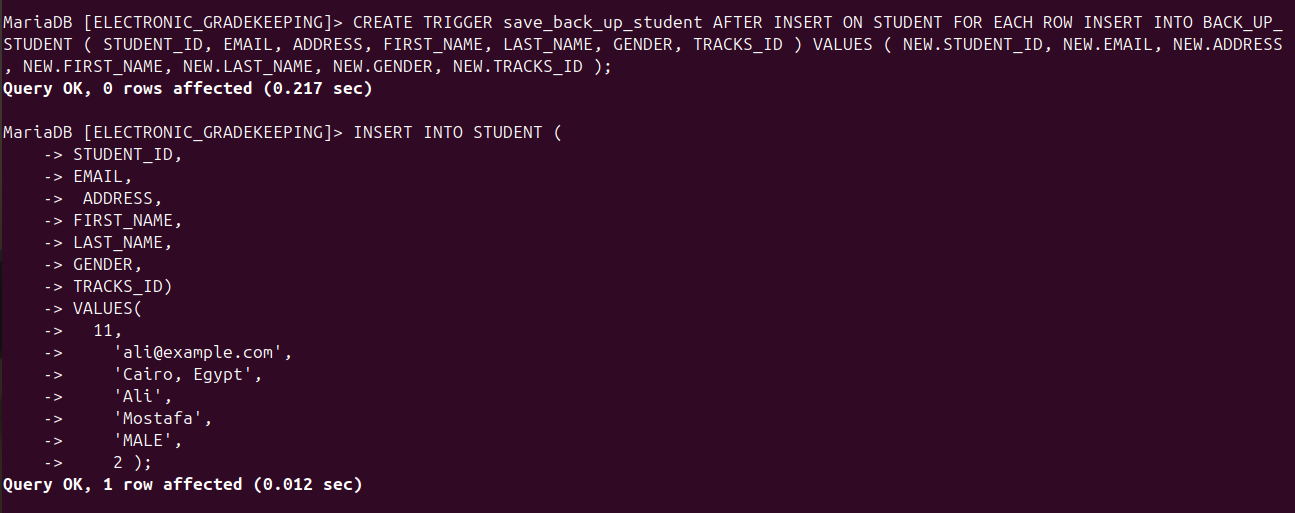 MariaDB [ELECTRONIC_GRADEKEEPING]> CREATE TRIGGER save_back_up_student AFTER INSERT ON STUDENT FOR EACH ROW INSERT INTO BACK_UP_
STUDENT ( STUDENT_ID, EMAIL, ADDRESS, FIRST_NAME, LAST_NAME, GENDER, TRACKS_ID ) VALUES ( NEW.STUDENT_ID, NEW.EMAIL, NEW.ADDRESS
, NEW.FIRST_NAME, NEW.LAST_NAME, NEW.GENDER, NEW.TRACKS_ID );
Query OK, 0 rows affected (0.217 sec)

MariaDB [ELECTRONIC_GRADEKEEPING]> INSERT INTO STUDENT (
    -> STUDENT_ID,
    -> EMAIL,
    ->  ADDRESS,
    -> FIRST_NAME,
    -> LAST_NAME,
    -> GENDER,
    -> TRACKS_ID)
    -> VALUES(
    ->   11,
    ->     'ali@example.com',
    ->     'Cairo, Egypt',
    ->     'Ali',
    ->     'Mostafa',
    ->     'MALE',
    ->     2 );
Query OK, 1 row affected (0.012 sec)